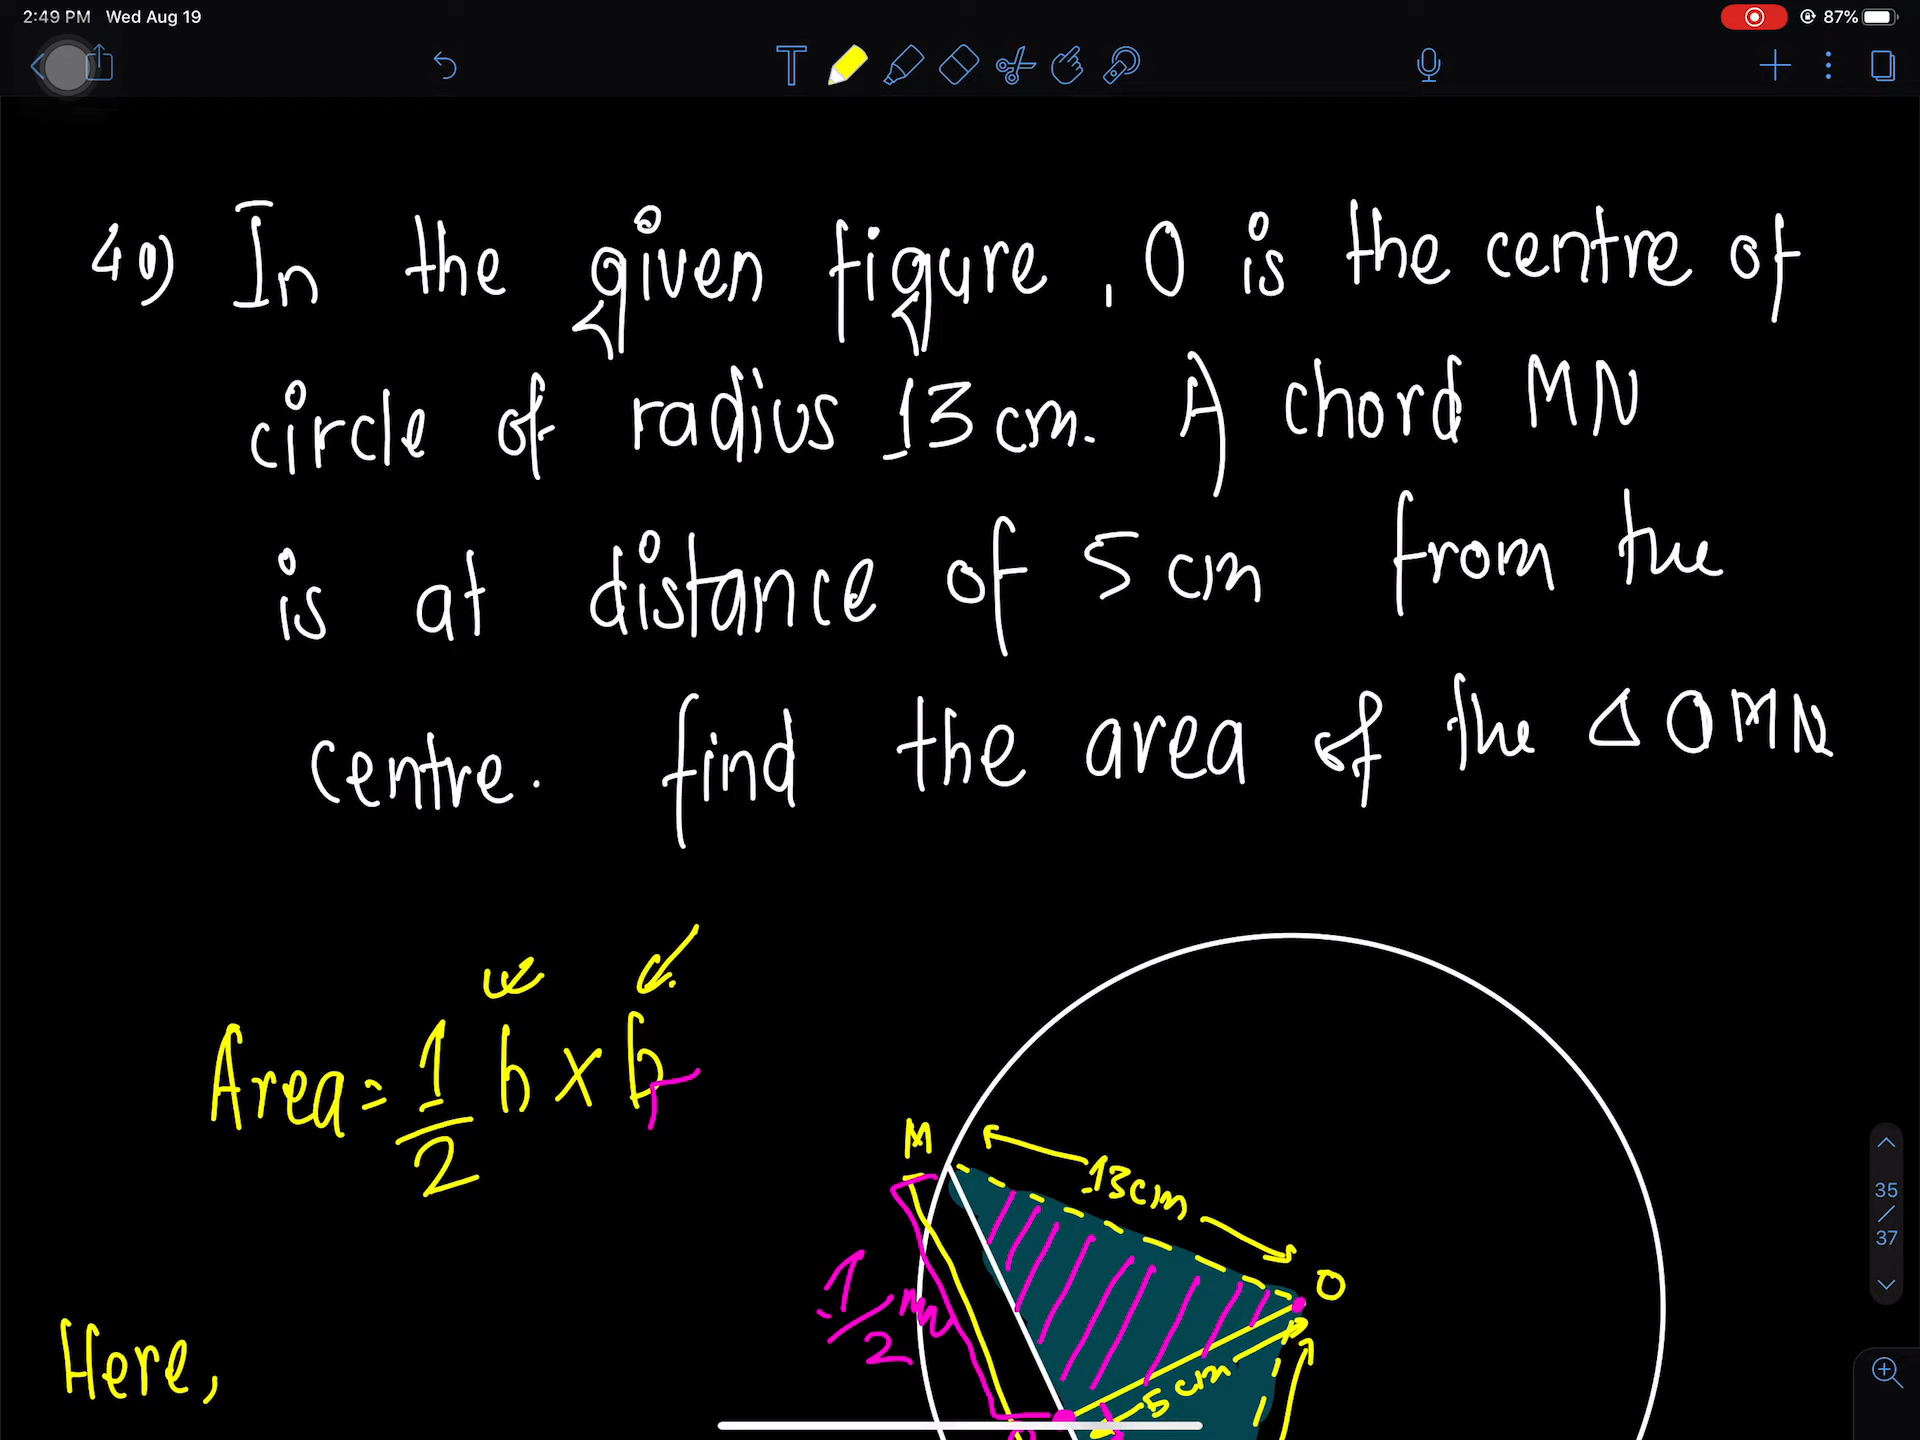 2:49 PM Wed Aug 19
87%
40) In the given figure, O is the centre of
circle of radius 13 cm. A chord MN
is at distance of 5 cm from the
centre. find the area of the △ OMN
Area = 1/2 b × h
M
13cm
O
1/2
5 cm
Here,
35
/
37